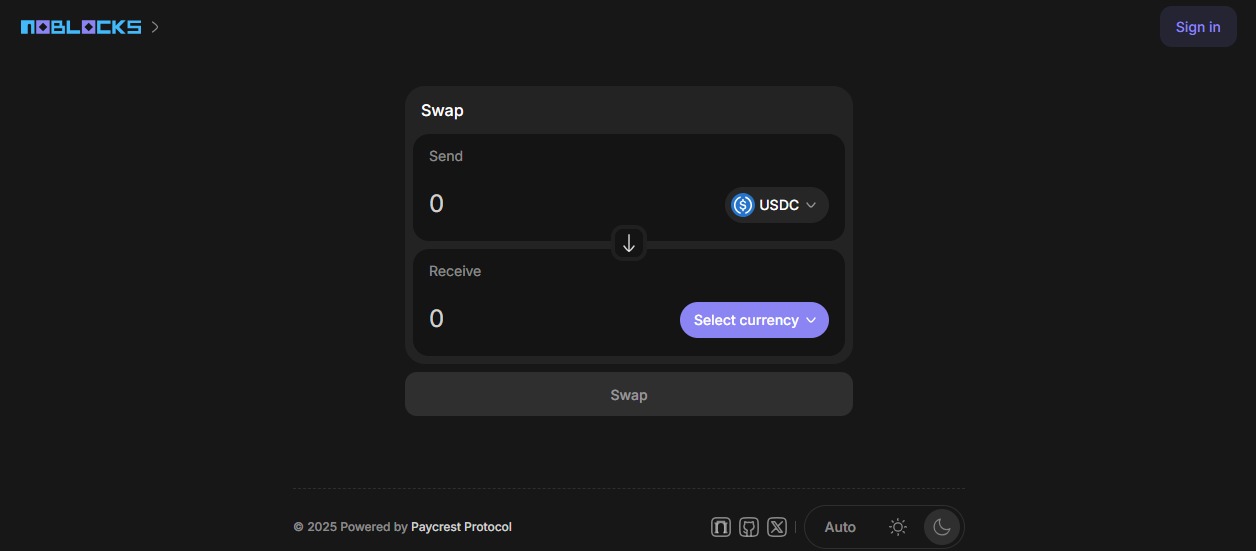 NOBLOCKS
Sign in
Swap
Send
0
USDC
Receive
0
Select currency
Swap
© 2025 Powered by Paycrest Protocol
Auto